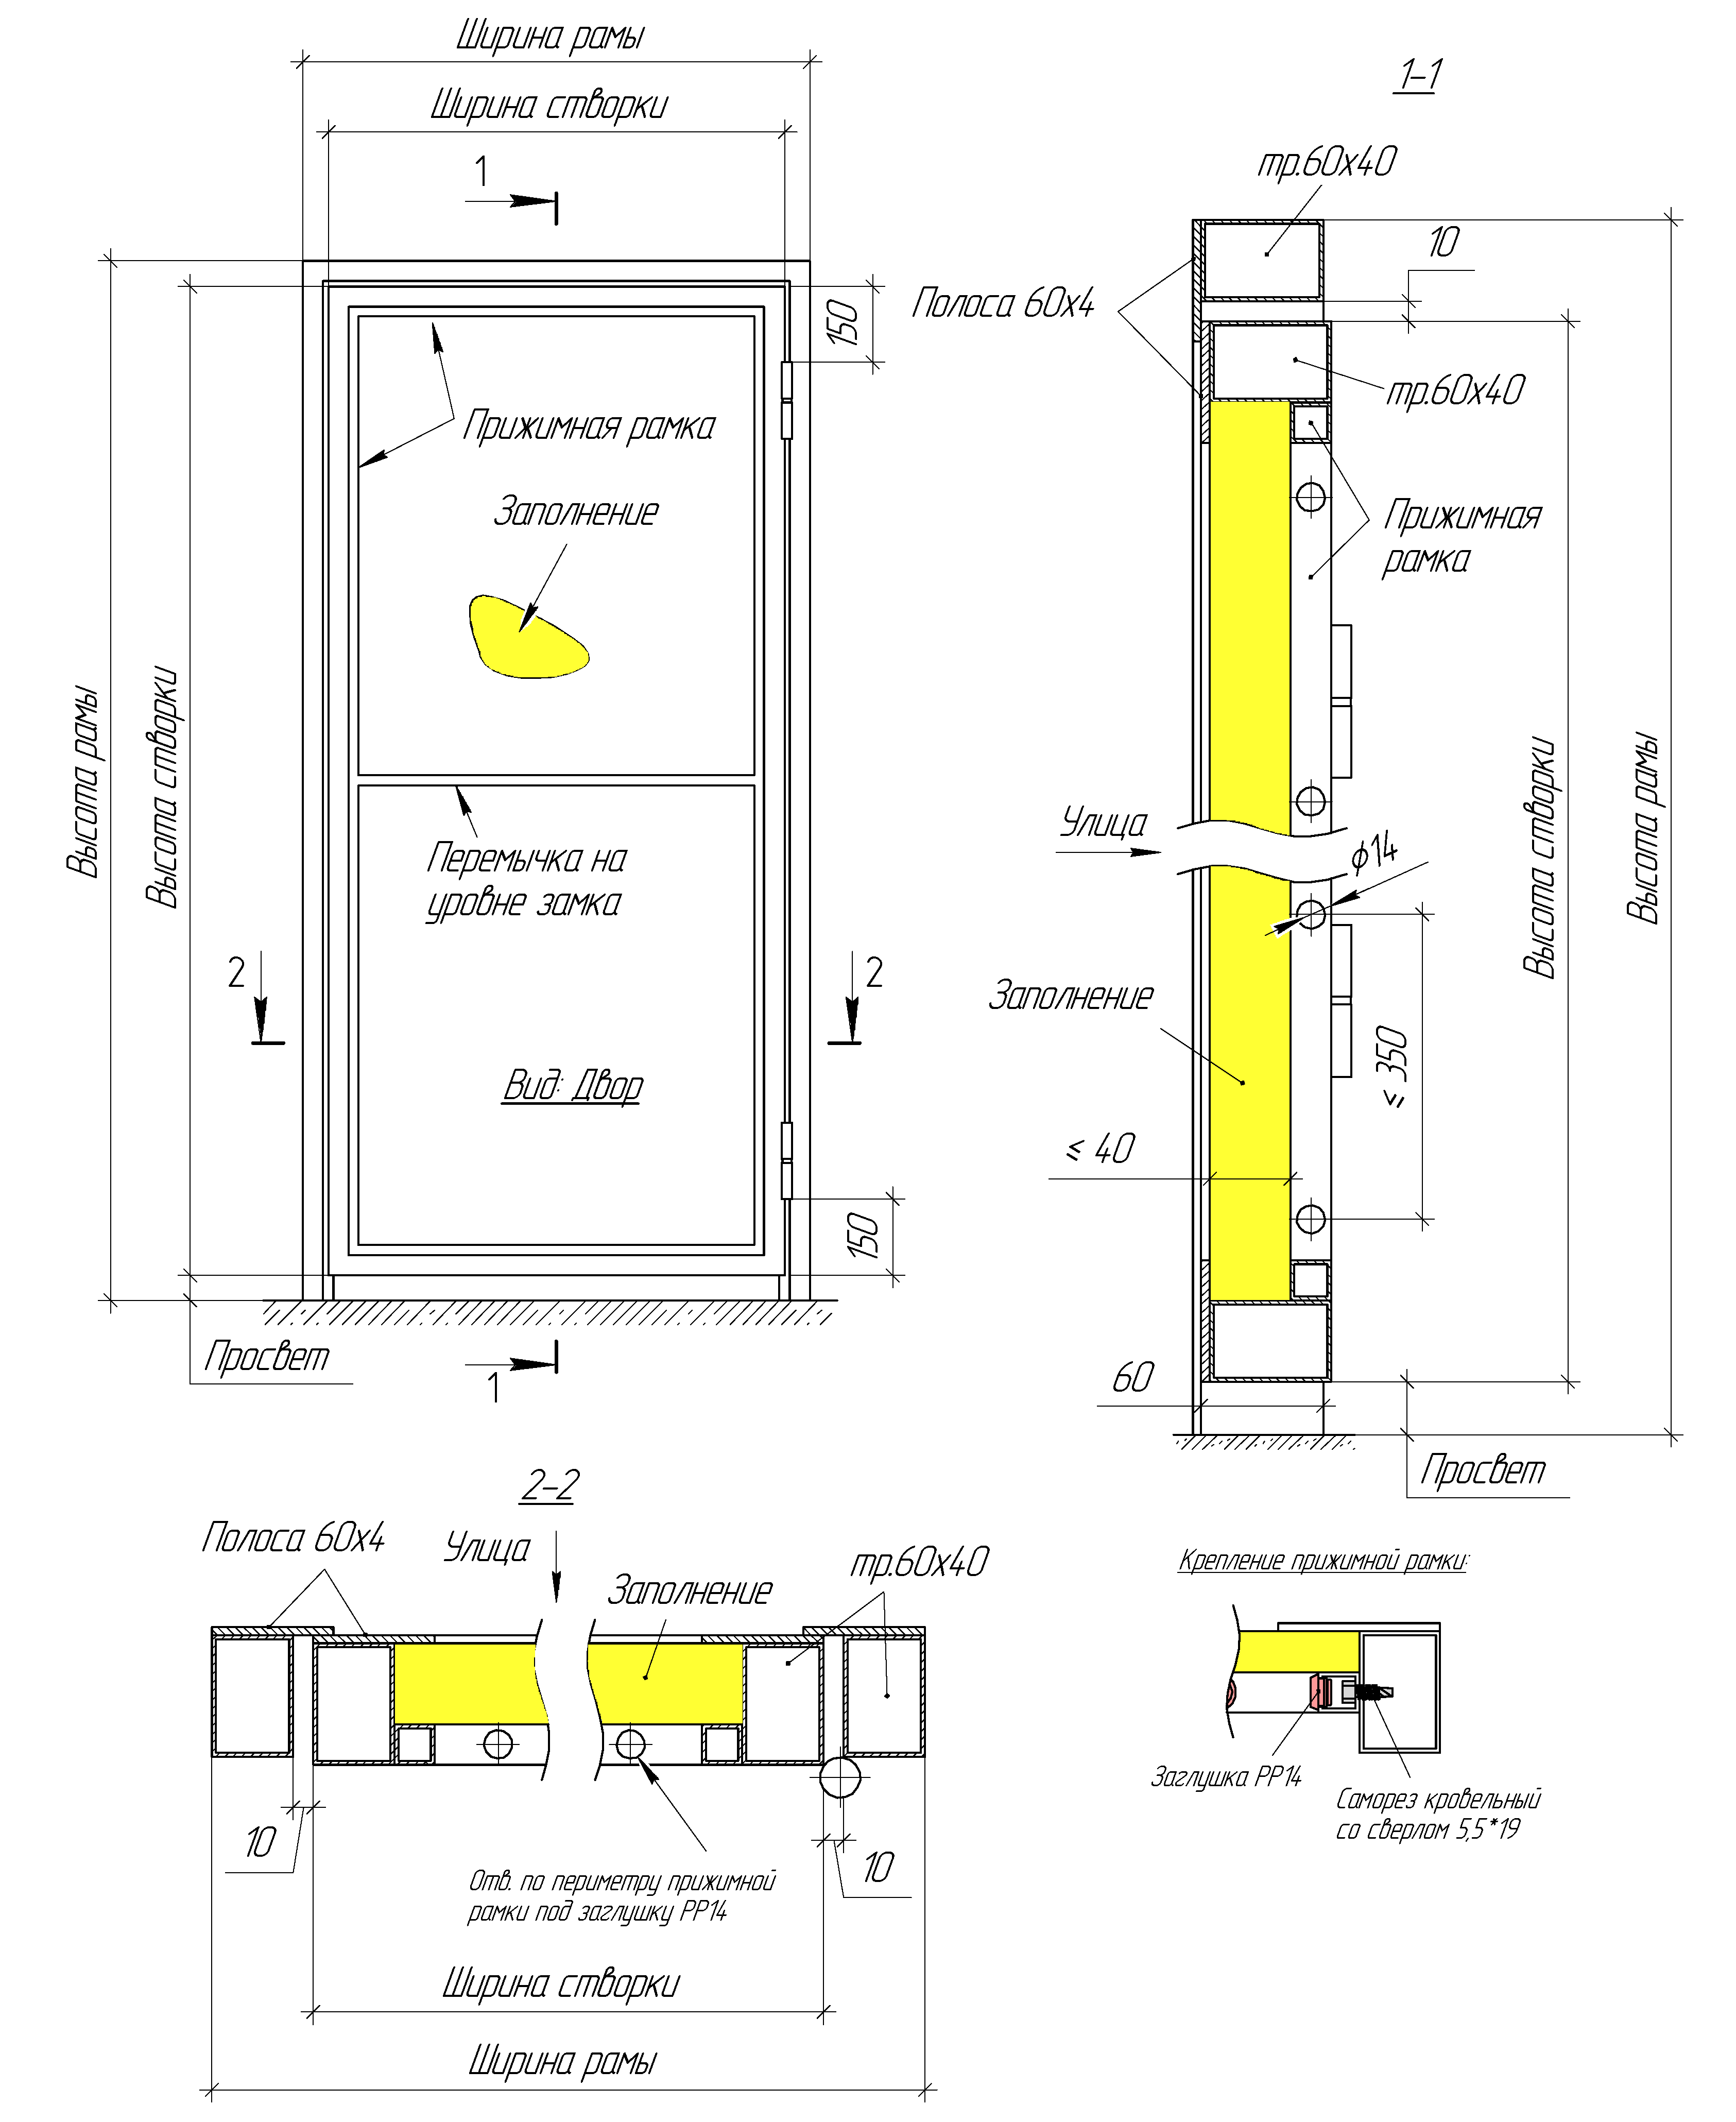 Ширина рамы
Ширина створки
1
Высота рамы
Высота створки
150
Прижимная рамка
Заполнение
Перемычка на
уровне замка
2
2
Вид: Двор
150
Просвет
1
1-1
тр.60х40
10
Полоса 60х4
тр.60х40
Прижимная
рамка
Улица
ϕ14
Заполнение
≤ 350
≤ 40
Высота створки
Высота рамы
60
Просвет
2-2
Полоса 60х4
Улица
Заполнение
тр.60х40
10
10
Отв. по периметру прижимной
рамки под заглушку РР14
Ширина створки
Ширина рамы
Крепление прижимной рамки:
Заглушка РР14
Саморез кровельный
со сверлом 5,5*19